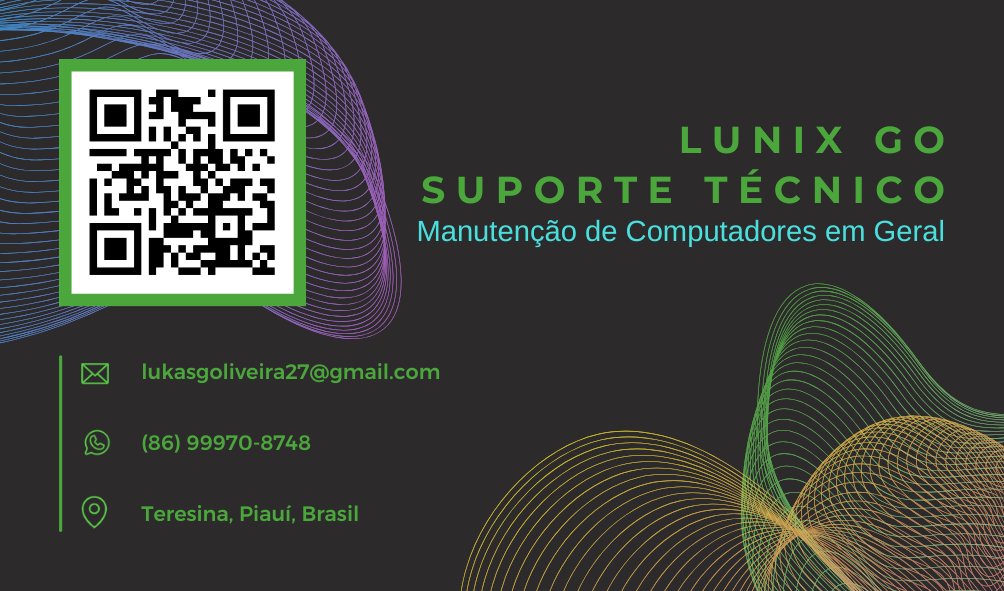 LUNIX GO
SUPORTE TÉCNICO
Manutenção de Computadores em Geral
lukasgoliveira27@gmail.com
(86) 99970-8748
Teresina, Piauí, Brasil